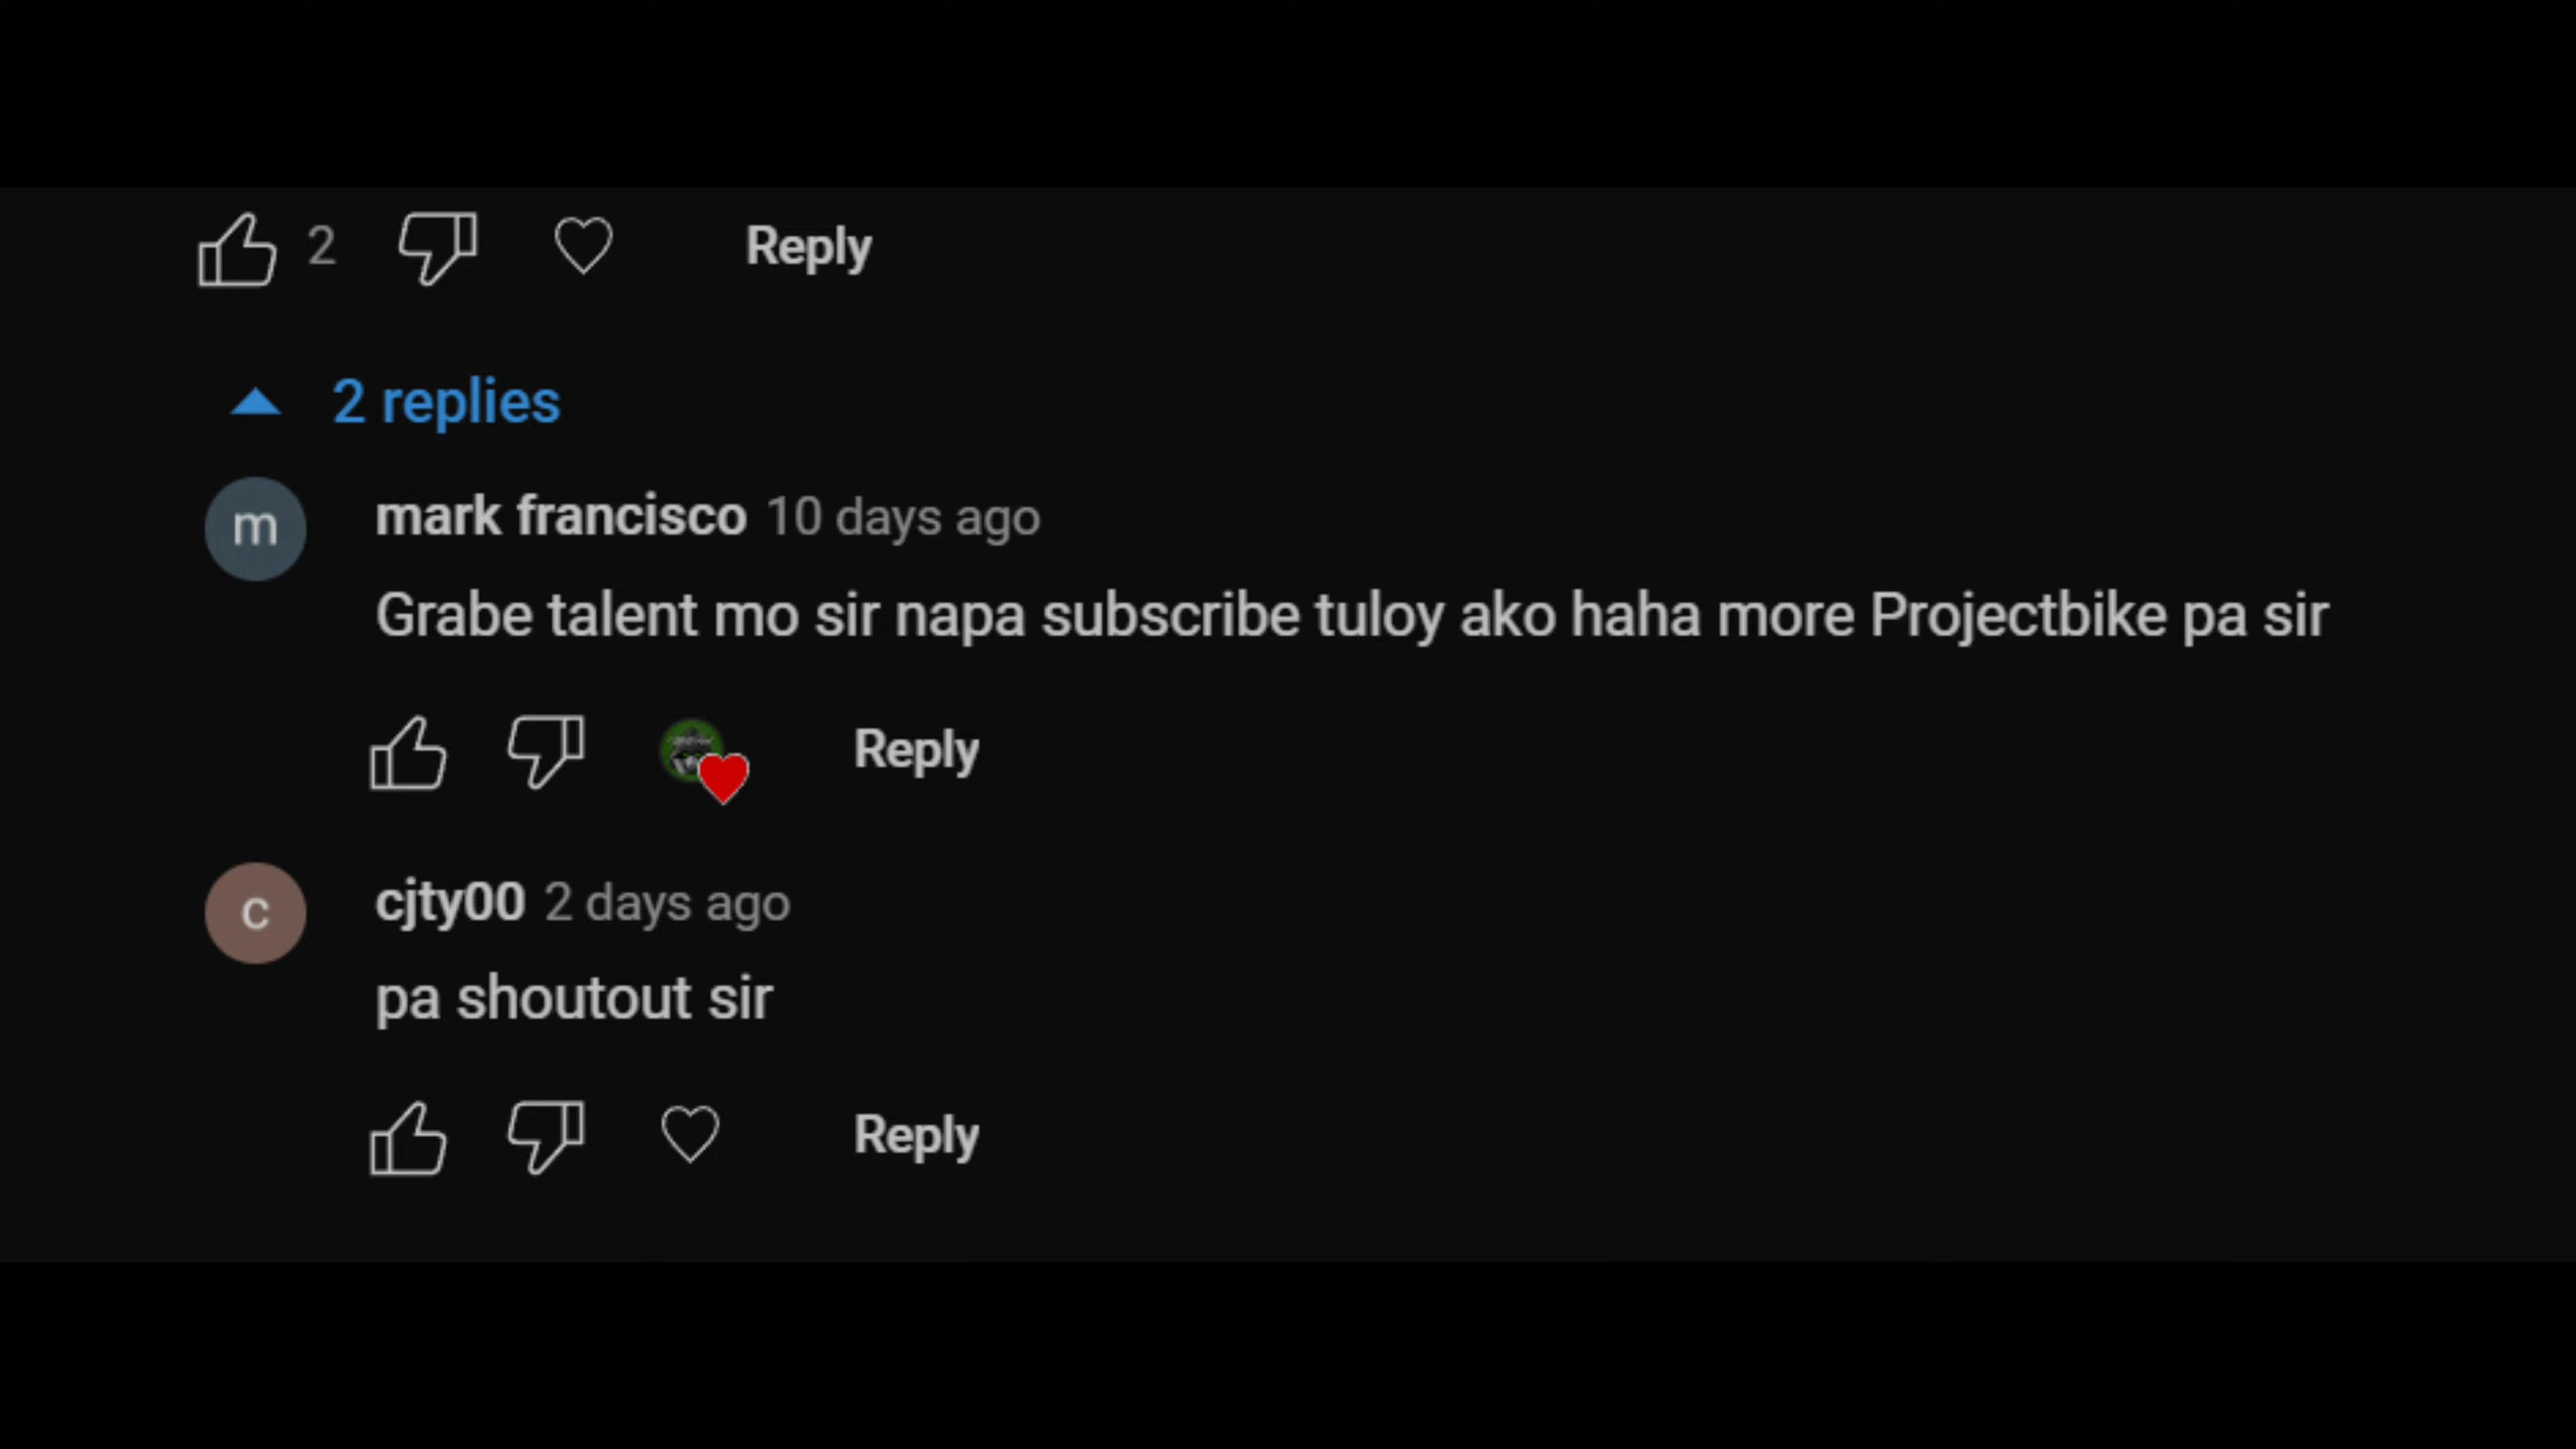 2 Reply
2 replies
m mark francisco 10 days ago
Grabe talent mo sir napa subscribe tuloy ako haha more Projectbike pa sir
Reply
c cjty00 2 days ago
pa shoutout sir
Reply